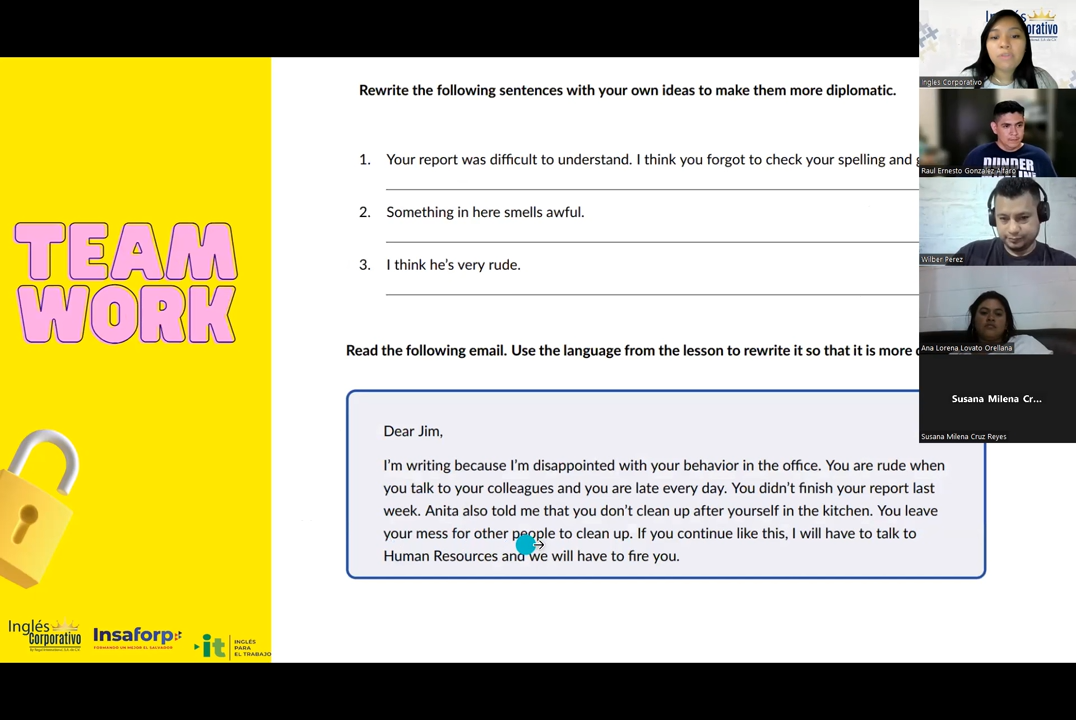 Rewrite the following sentences with your own ideas to make them more diplomatic.
1. Your report was difficult to understand. I think you forgot to check your spelling and
2. Something in here smells awful.
3. I think he's very rude.
TEAM
WORK
Read the following email. Use the language from the lesson to rewrite it so that it is more
Dear Jim,
I'm writing because I'm disappointed with your behavior in the office. You are rude when
you talk to your colleagues and you are late every day. You didn't finish your report last
week. Anita also told me that you don't clean up after yourself in the kitchen. You leave
your mess for other people to clean up. If you continue like this, I will have to talk to
Human Resources and we will have to fire you.
Inglés
Corporativo
Insaforp
FORMANDO UN MEJOR EL SALVADOR
it
INGLÉS
PARA
EL TRABAJO
Inglés Corporativo
Raul Ernesto Gonzalez Alfaro
DUNDER
Wilber Perez
Ana Lorena Lovato Orellana
Susana Milena Cr...
Susana Milena Cruz Reyes